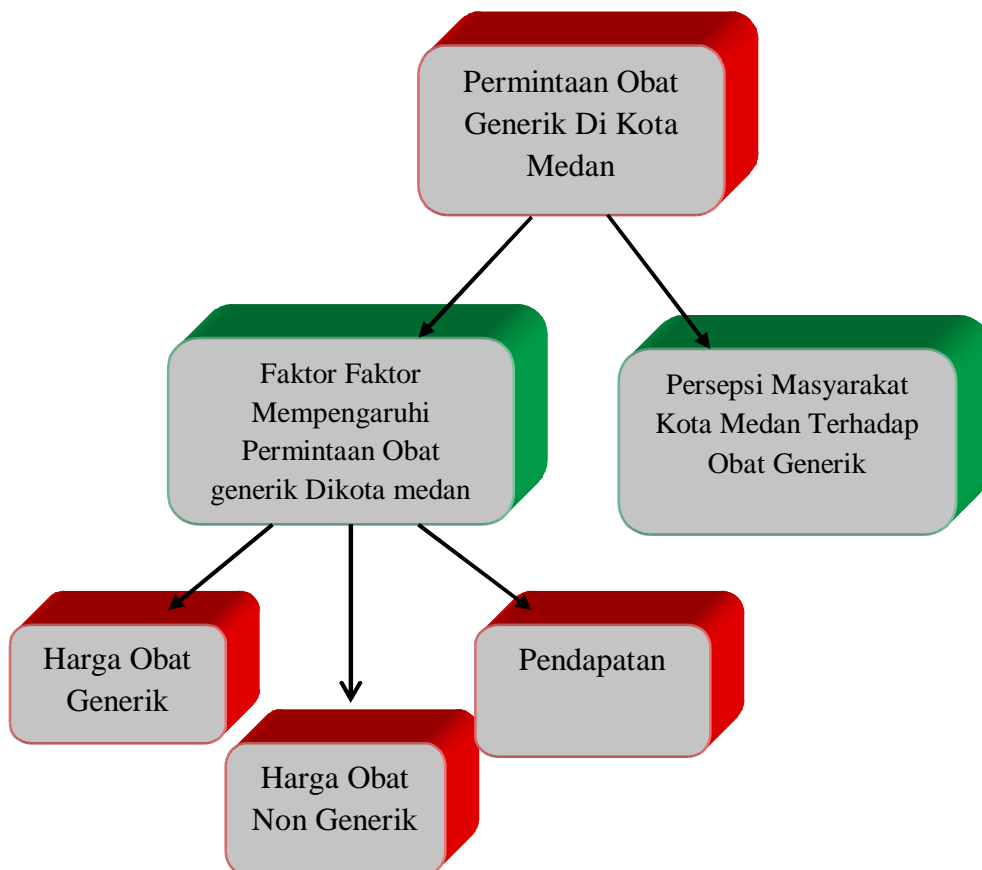 Permintaan Obat
Generik Di Kota
Medan
Faktor Faktor
Mempengaruhi
Permintaan Obat
generik Dikota medan
Persepsi Masyarakat
Kota Medan Terhadap
Obat Generik
Harga Obat
Generik
Harga Obat
Non Generik
Pendapatan